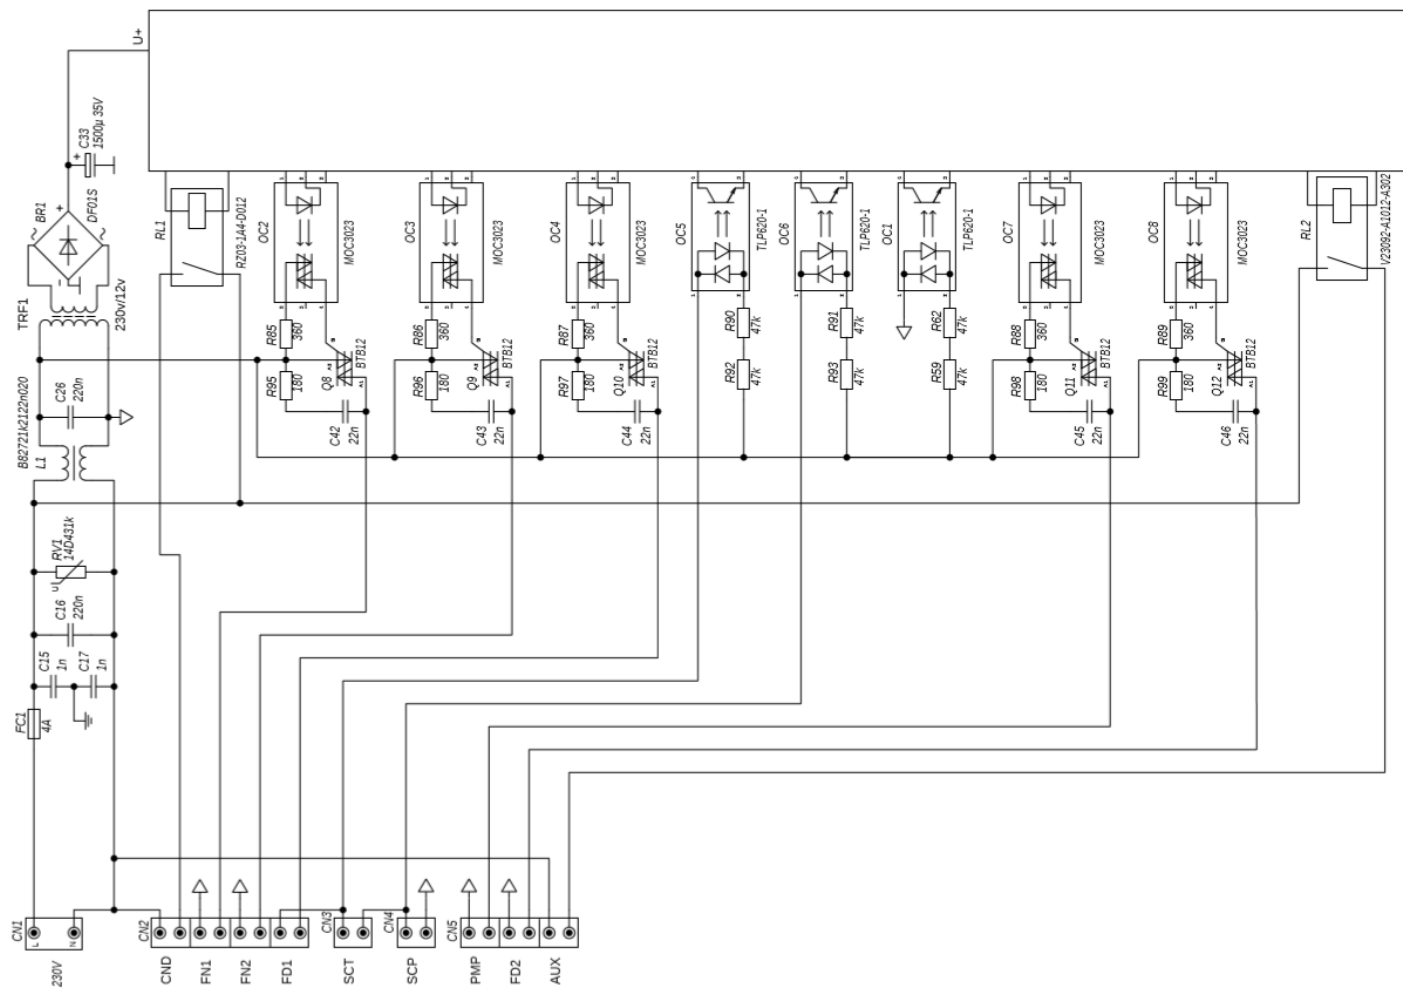 U+
C33
1500µ 35V
+
BR1
DF01S
~
~
+
-
TRF1
230v/12v
RL1
RZ03-1A4-D012
OC2
MOC3023
OC3
MOC3023
OC4
MOC3023
OC5
TLP620-1
OC6
TLP620-1
OC1
TLP620-1
OC7
MOC3023
OC8
MOC3023
RL2
V23092-A1012-A302
R85
360
R86
360
R87
360
R90
47k
R91
47k
R62
47k
R88
360
R89
360
R95
180
Q8
BTB12
R96
180
Q9
BTB12
R97
180
Q10
BTB12
R92
47k
R93
47k
R59
47k
R98
180
Q11
BTB12
R99
180
Q12
BTB12
C26
220n
C42
22n
C43
22n
C44
22n
C45
22n
C46
22n
B82721k2122n020
L1
RV1
14D431k
U
C16
220n
C15
1n
C17
1n
FC1
4A
CN1
L
N
230V
CN2
CND
FN1
FN2
FD1
CN3
SCT
CN4
SCP
CN5
PMP
FD2
AUX